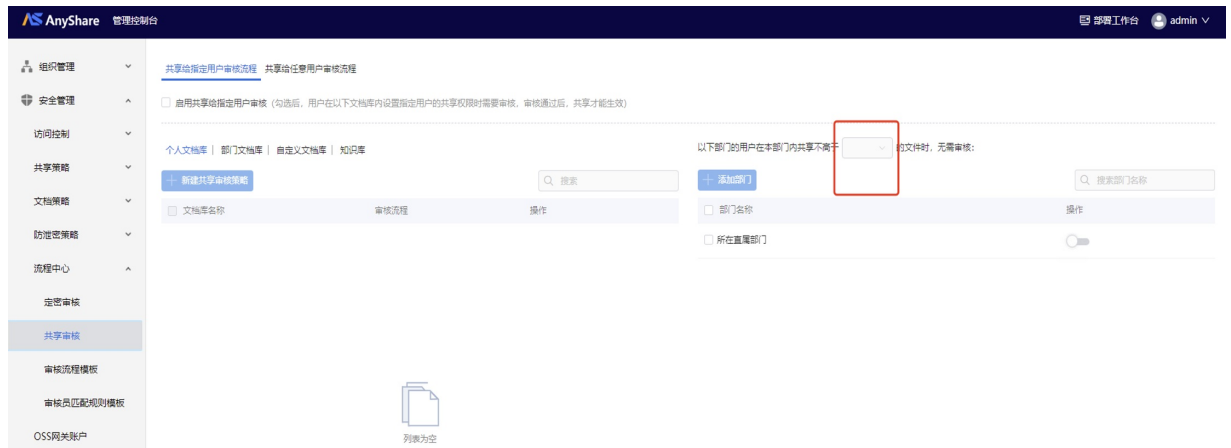 AnyShare 管理控制台
部署工作台 admin
组织管理
安全管理
访问控制
共享策略
文档策略
防泄密策略
流程中心
定密审核
共享审核
审核流程模板
审核员匹配规则模板
OSS网关账户
共享给指定用户审核流程 共享给任意用户审核流程
启用共享给指定用户审核（勾选后，用户在以下文档库内设置指定用户的共享权限时需要审核，审核通过后，共享才能生效）
个人文档库 | 部门文档库 | 自定义文档库 | 知识库
新建共享审核策略 搜索
文档库名称 审核流程 操作
列表为空
以下部门的用户在本部门内共享不高于 的文件时，无需审核：
添加部门 搜索部门名称
部门名称 操作
所在直属部门